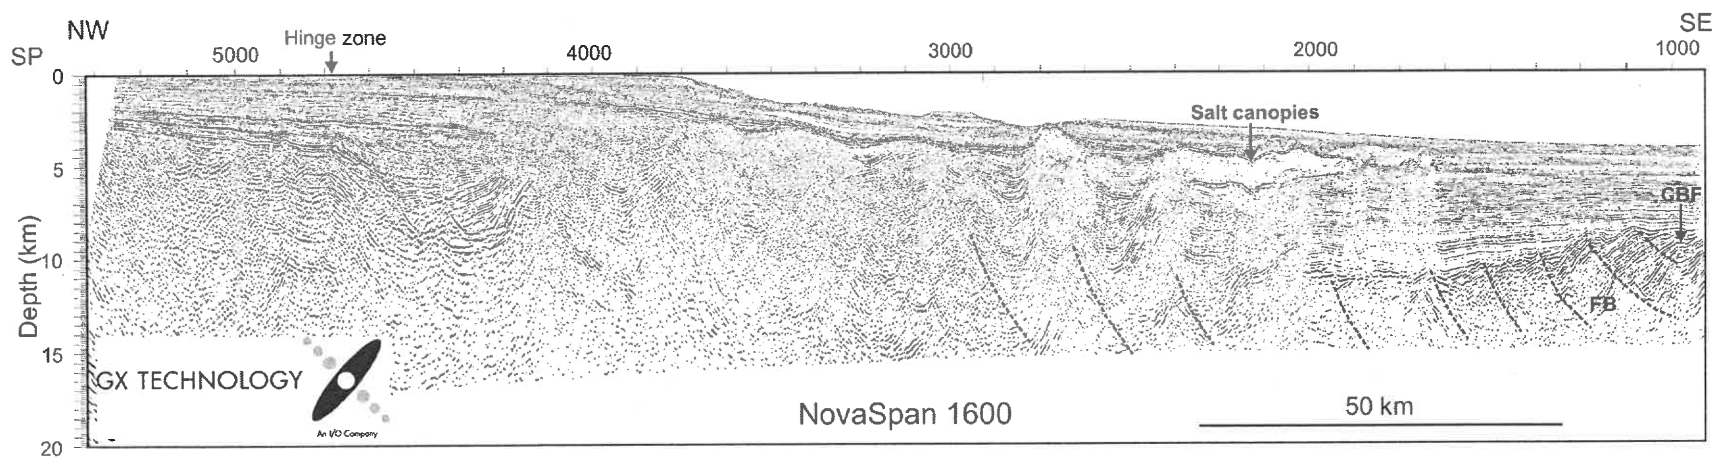 NW
SE
SP
Hinge zone
5000
4000
3000
2000
1000
0
5
10
15
20
Depth (km)
Salt canopies
GBF
FB
GX TECHNOLOGY
An I/O Company
NovaSpan 1600
50 km